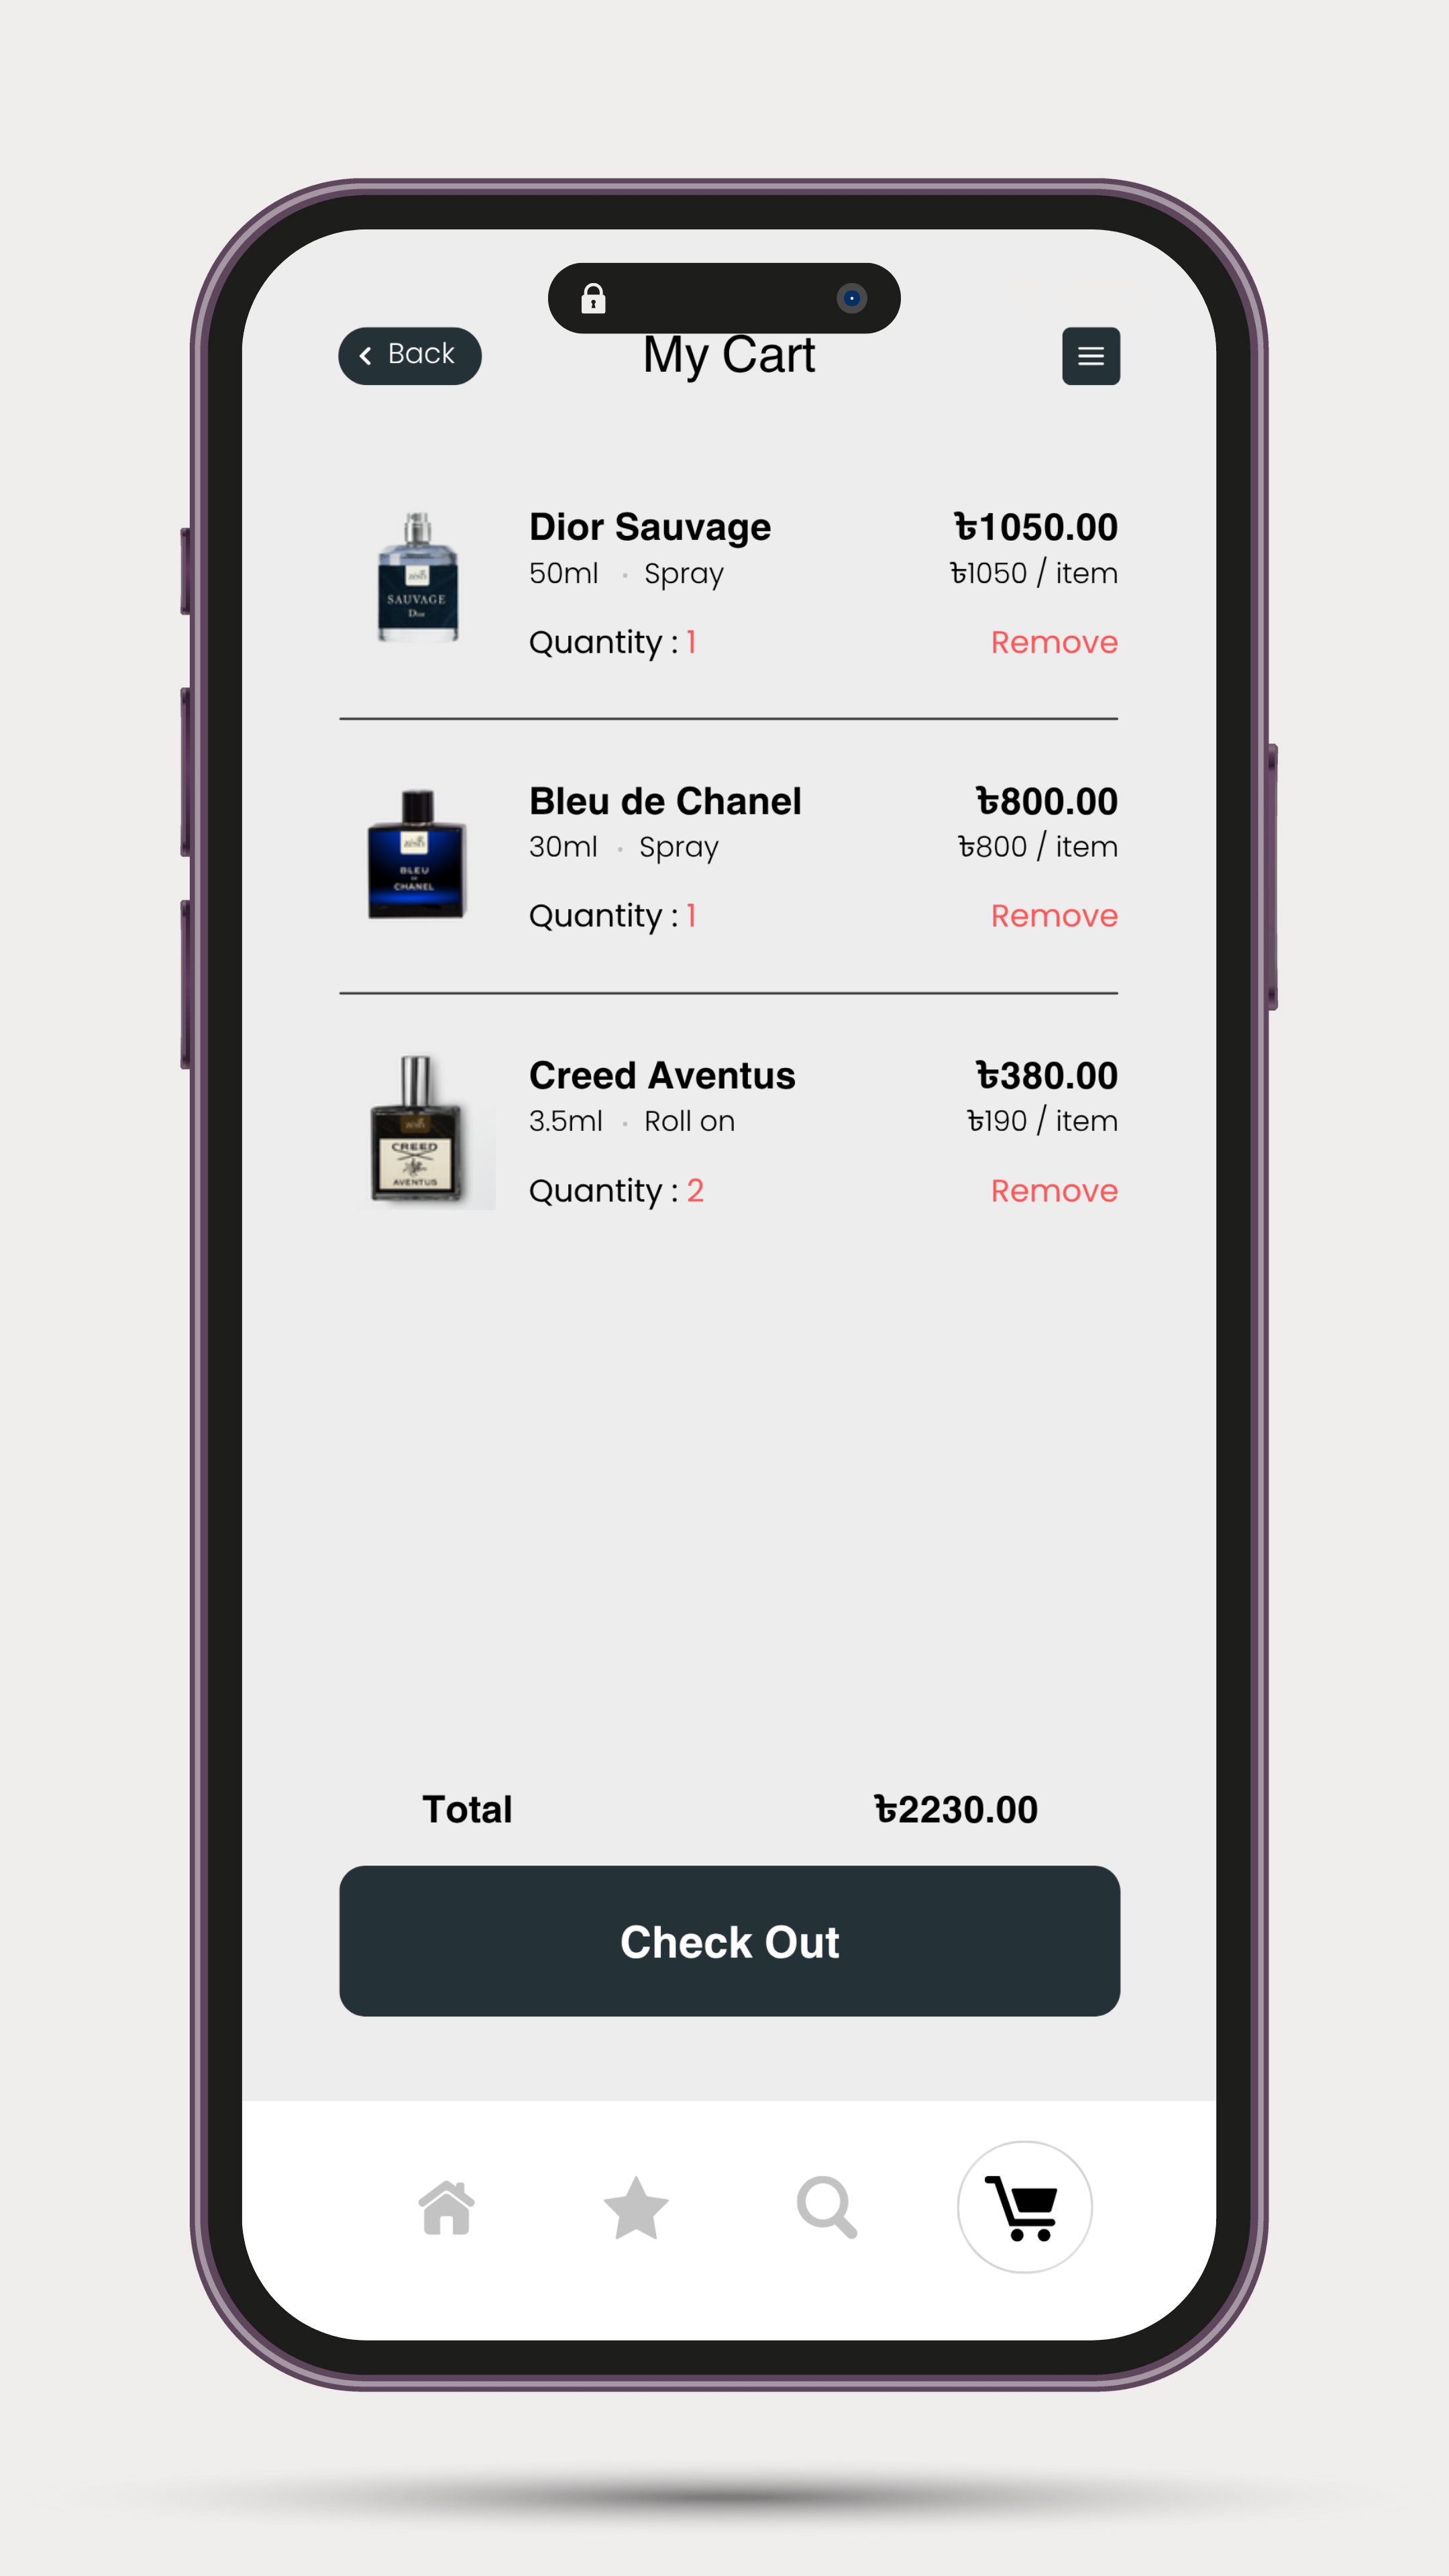 Back
My Cart
Dior Sauvage
৳1050.00
50ml • Spray
৳1050 / item
Quantity : 1
Remove
SAUVAGE
Dior
Bleu de Chanel
৳800.00
30ml • Spray
৳800 / item
Quantity : 1
Remove
BLEU
DE
CHANEL
Creed Aventus
৳380.00
3.5ml • Roll on
৳190 / item
Quantity : 2
Remove
CREED
AVENTUS
Total
৳2230.00
Check Out